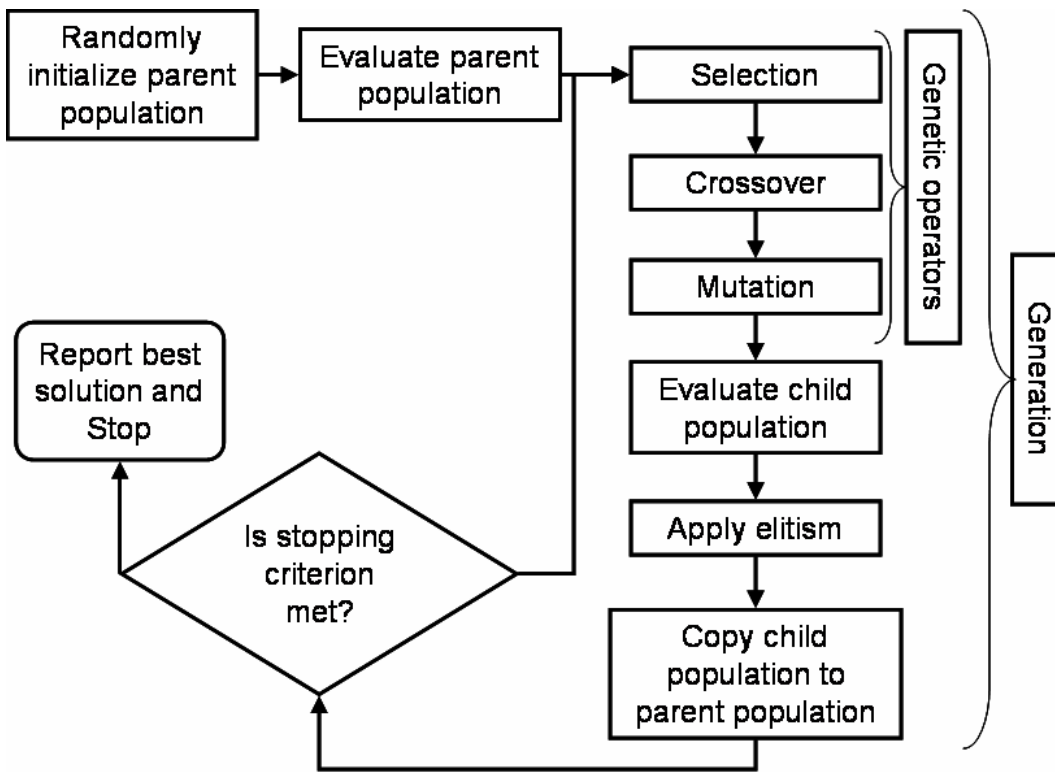 Randomly
initialize parent
population
Evaluate parent
population
Selection
Crossover
Mutation
Genetic operators
Evaluate child
population
Apply elitism
Copy child
population to
parent population
Generation
Is stopping
criterion
met?
Report best
solution and
Stop